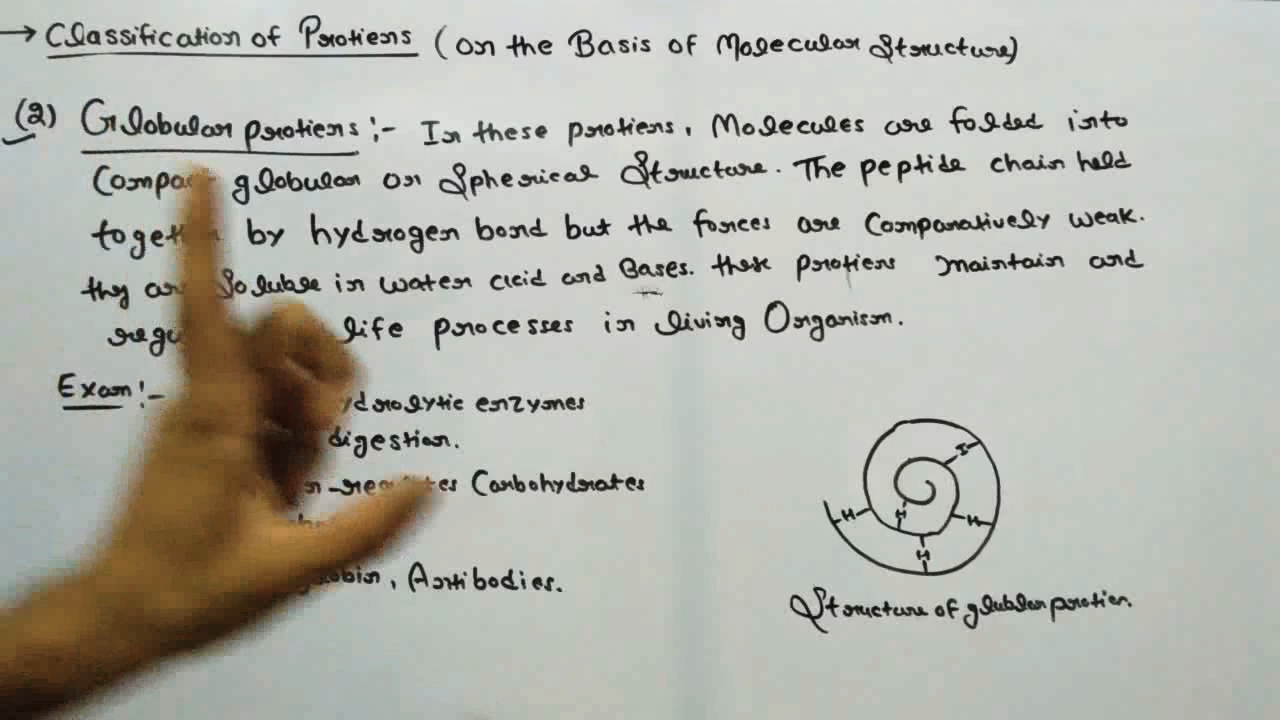 → Classification of Protiens (on the Basis of Molecular Structure)
(2) Globular protiens :- In these protiens, Molecules are folded into
globular or Spherical Structure. The peptide chain held
by hydrogen bond but the forces are Comparatively weak.
thy Soluble in water acid and Bases. these protiens maintain and
life processes in living Organism.
Exam :-
enzymes
digestion.
Carbohydrates
, Antibodies.
H
H
H
H
H
Structure of glublar protien.